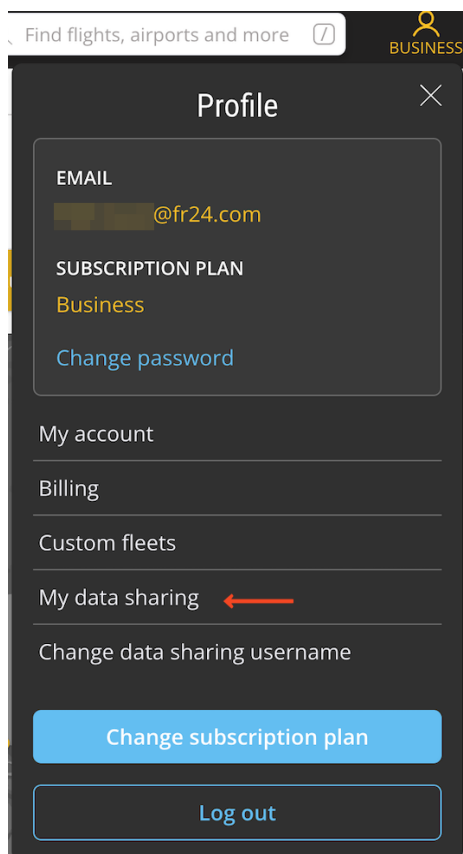 Find flights, airports and more /
BUSINESS
Profile
EMAIL
@fr24.com
SUBSCRIPTION PLAN
Business
Change password
My account
Billing
Custom fleets
My data sharing
Change data sharing username
Change subscription plan
Log out